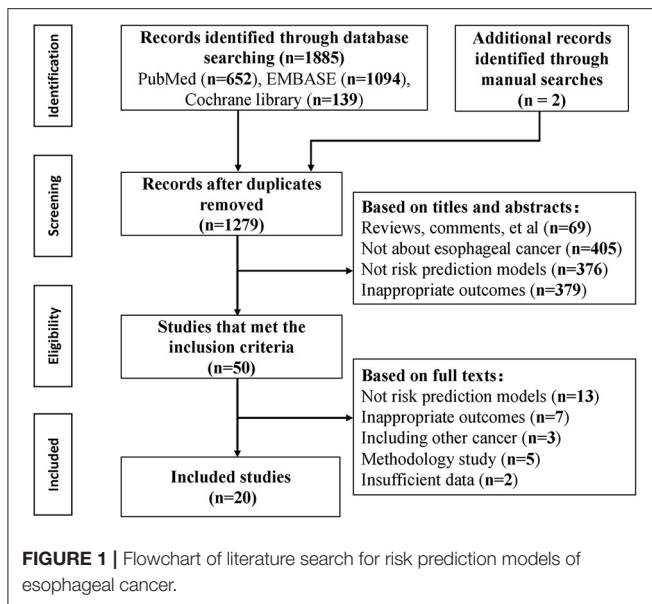 Identification
Records identified through database
searching (n=1885)
PubMed (n=652), EMBASE (n=1094),
Cochrane library (n=139)
Additional records
identified through
manual searches
(n = 2)
Screening
Records after duplicates
removed
(n=1279)
Based on titles and abstracts:
Reviews, comments, et al (n=69)
Not about esophageal cancer (n=405)
Not risk prediction models (n=376)
Inappropriate outcomes (n=379)
Eligibility
Studies that met the
inclusion criteria
(n=50)
Based on full texts:
Not risk prediction models (n=13)
Inappropriate outcomes (n=7)
Including other cancer (n=3)
Methodology study (n=5)
Insufficient data (n=2)
Included
Included studies
(n=20)
FIGURE 1 | Flowchart of literature search for risk prediction models of
esophageal cancer.